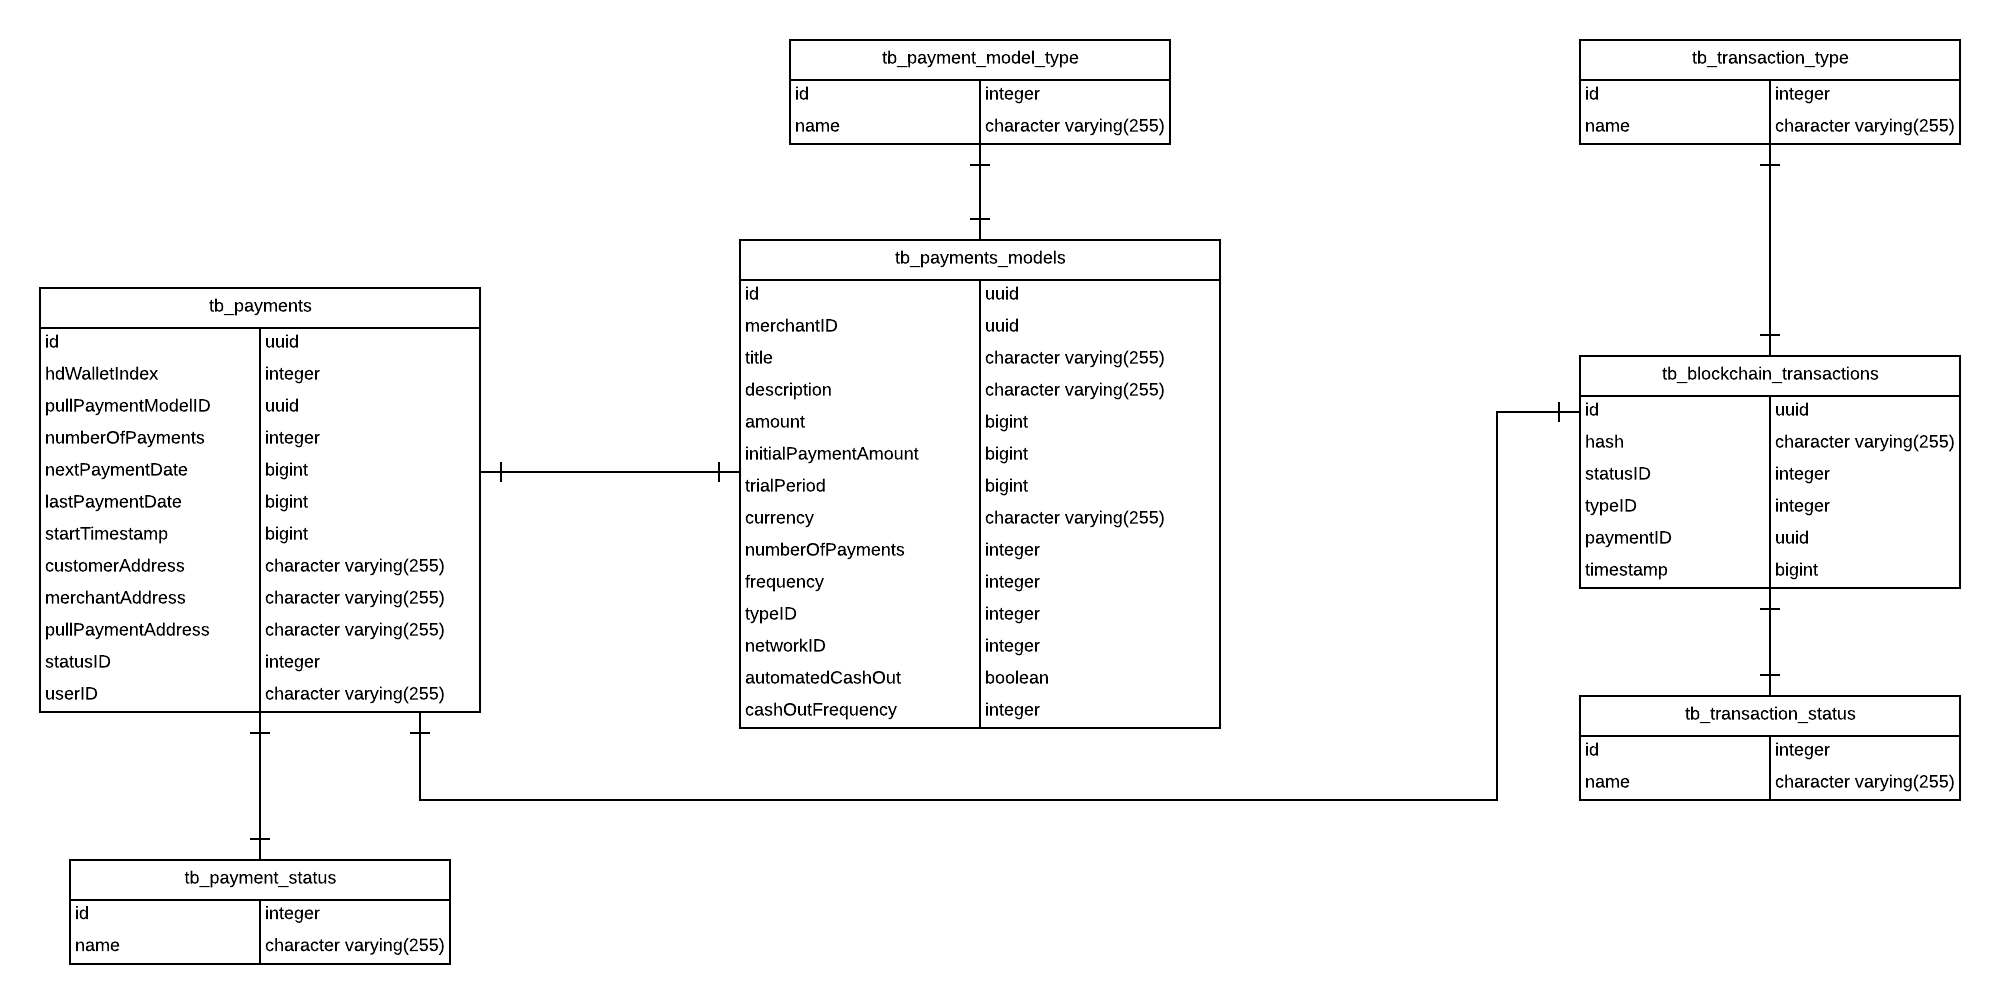 tb_payment_model_type
id integer
name character varying(255)
tb_transaction_type
id integer
name character varying(255)
tb_payments_models
id uuid
merchantID uuid
title character varying(255)
description character varying(255)
amount bigint
initialPaymentAmount bigint
trialPeriod bigint
currency character varying(255)
numberOfPayments integer
frequency integer
typeID integer
networkID integer
automatedCashOut boolean
cashOutFrequency integer
tb_payments
id uuid
hdWalletIndex integer
pullPaymentModelID uuid
numberOfPayments integer
nextPaymentDate bigint
lastPaymentDate bigint
startTimestamp bigint
customerAddress character varying(255)
merchantAddress character varying(255)
pullPaymentAddress character varying(255)
statusID integer
userID character varying(255)
tb_blockchain_transactions
id uuid
hash character varying(255)
statusID integer
typeID integer
paymentID uuid
timestamp bigint
tb_transaction_status
id integer
name character varying(255)
tb_payment_status
id integer
name character varying(255)